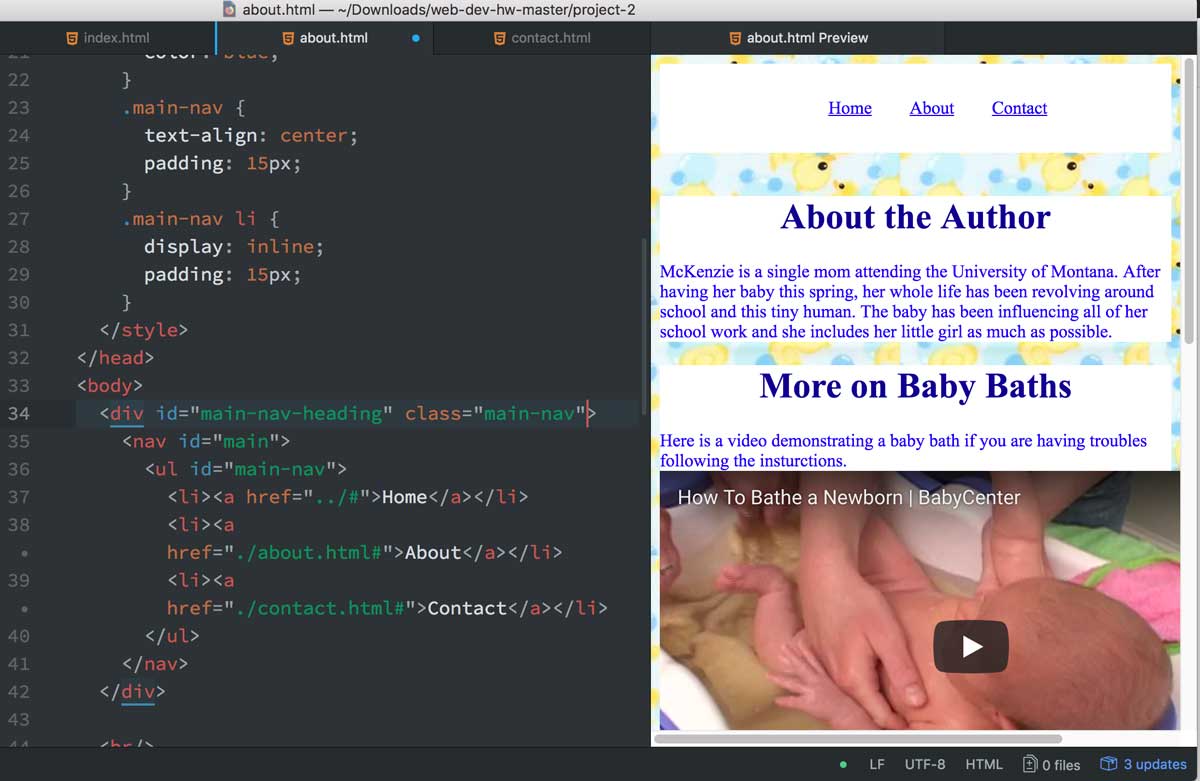 about.html — ~/Downloads/web-dev-hw-master/project-2
index.html
about.html
contact.html
about.html Preview
21 color: blue;
22 }
23 .main-nav {
24 text-align: center;
25 padding: 15px;
26 }
27 .main-nav li {
28 display: inline;
29 padding: 15px;
30 }
31 </style>
32 </head>
33 <body>
34 <div id="main-nav-heading" class="main-nav">
35 <nav id="main">
36 <ul id="main-nav">
37 <li><a href="../#">Home</a></li>
38 <li><a
• href="./about.html#">About</a></li>
39 <li><a
• href="./contact.html#">Contact</a></li>
40 </ul>
41 </nav>
42 </div>
43
44 <br/>
Home About Contact
About the Author
McKenzie is a single mom attending the University of Montana. After
having her baby this spring, her whole life has been revolving around
school and this tiny human. The baby has been influencing all of her
school work and she includes her little girl as much as possible.
More on Baby Baths
Here is a video demonstrating a baby bath if you are having troubles
following the insturctions.
How To Bathe a Newborn | BabyCenter
LF UTF-8 HTML 0 files 3 updates